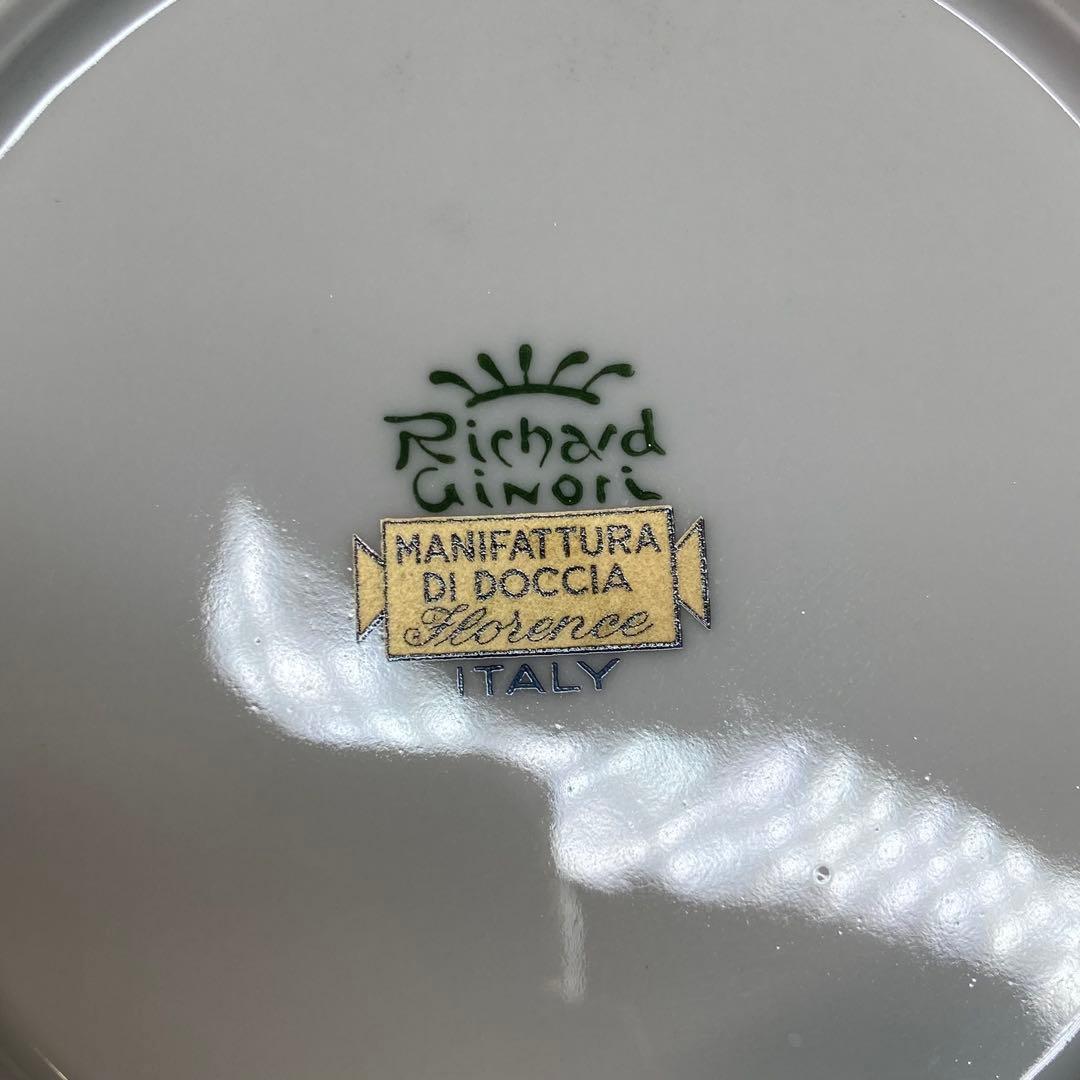 Richard
Ginori
MANIFATTURA
DI DOCCIA
Florence
ITALY